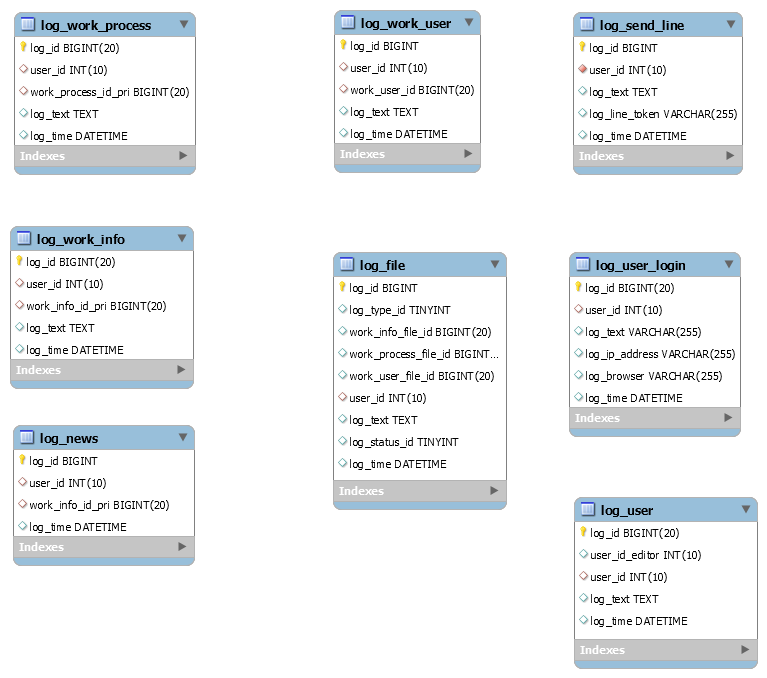 log_work_process
log_id BIGINT(20)
user_id INT(10)
work_process_id_pri BIGINT(20)
log_text TEXT
log_time DATETIME
Indexes
log_work_user
log_id BIGINT
user_id INT(10)
work_user_id BIGINT(20)
log_text TEXT
log_time DATETIME
Indexes
log_send_line
log_id BIGINT
user_id INT(10)
log_text TEXT
log_line_token VARCHAR(255)
log_time DATETIME
Indexes
log_work_info
log_id BIGINT(20)
user_id INT(10)
work_info_id_pri BIGINT(20)
log_text TEXT
log_time DATETIME
Indexes
log_file
log_id BIGINT
log_type_id TINYINT
work_info_file_id BIGINT(20)
work_process_file_id BIGINT...
work_user_file_id BIGINT(20)
user_id INT(10)
log_text TEXT
log_status_id TINYINT
log_time DATETIME
Indexes
log_user_login
log_id BIGINT(20)
user_id INT(10)
log_text VARCHAR(255)
log_ip_address VARCHAR(255)
log_browser VARCHAR(255)
log_time DATETIME
Indexes
log_news
log_id BIGINT
user_id INT(10)
work_info_id_pri BIGINT(20)
log_time DATETIME
Indexes
log_user
log_id BIGINT(20)
user_id_editor INT(10)
user_id INT(10)
log_text TEXT
log_time DATETIME
Indexes